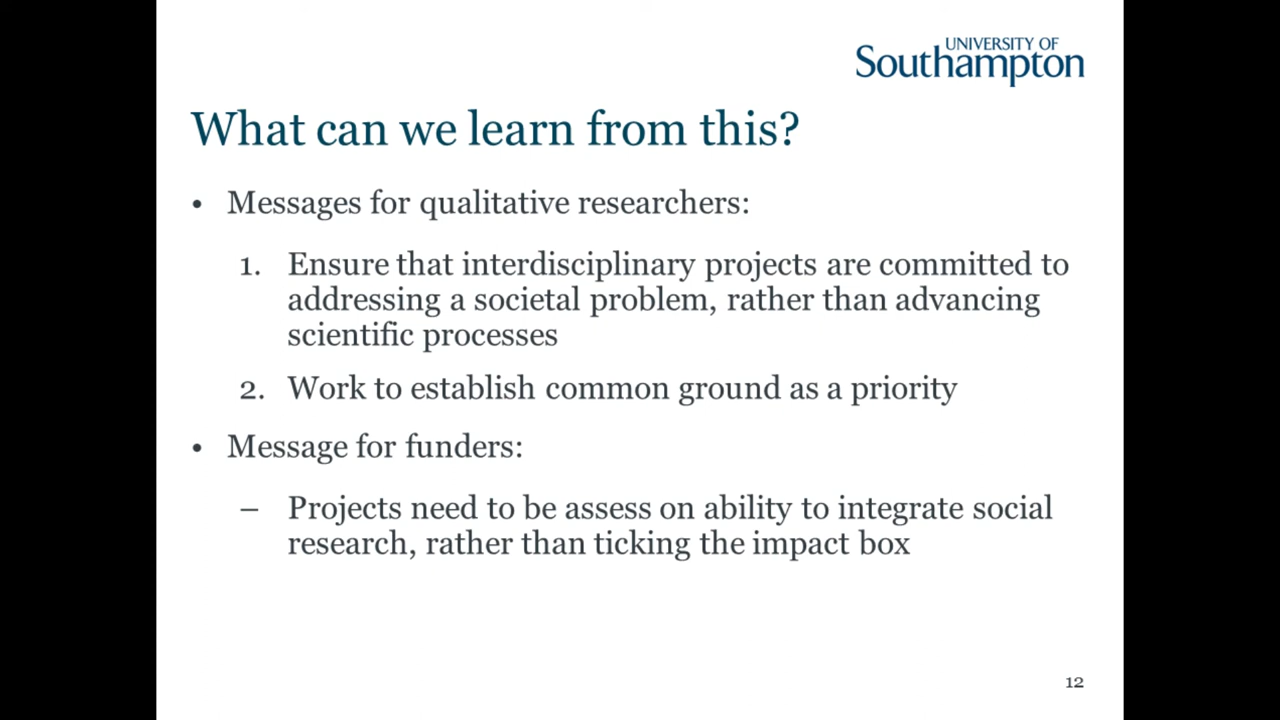 UNIVERSITY OF
Southampton
What can we learn from this?
• Messages for qualitative researchers:
1. Ensure that interdisciplinary projects are committed to
addressing a societal problem, rather than advancing
scientific processes
2. Work to establish common ground as a priority
• Message for funders:
– Projects need to be assess on ability to integrate social
research, rather than ticking the impact box
12